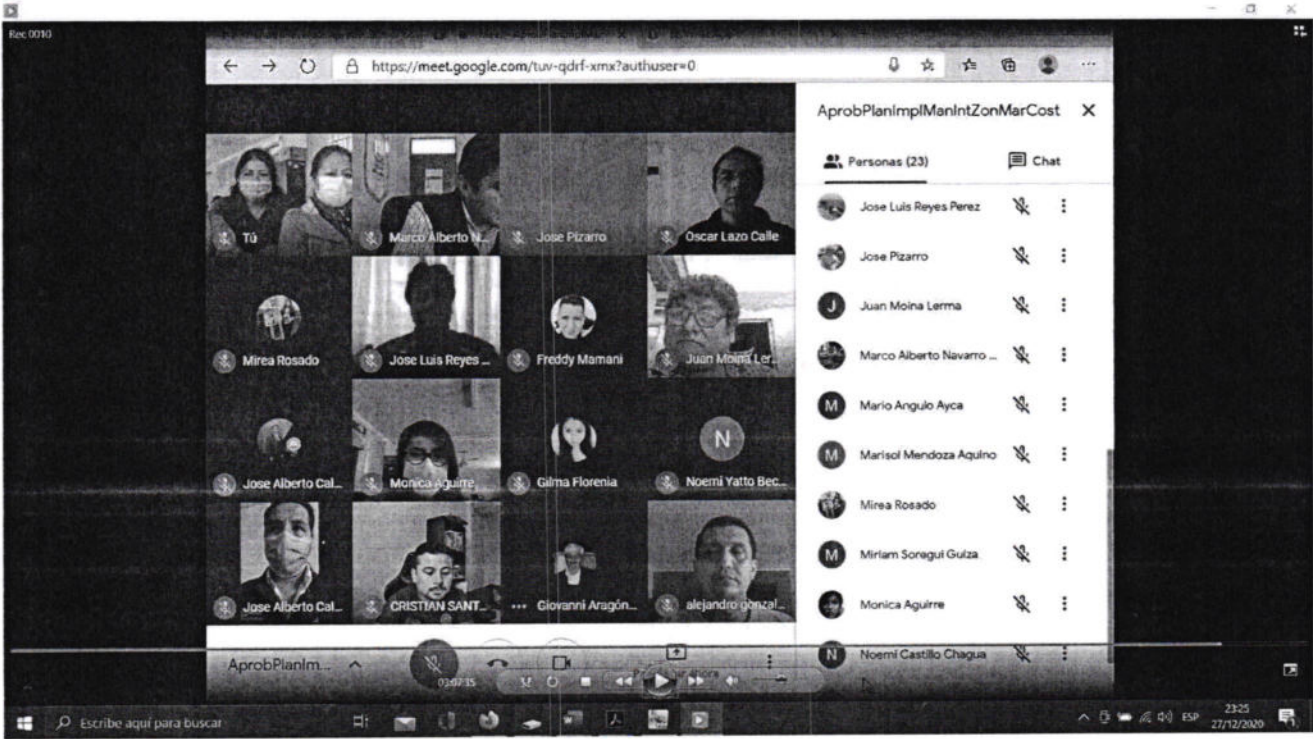 Rec 0010
https://meet.google.com/tuv-qdrf-xmx?authuser=0
AprobPlanImplManIntZonMarCost
Personas (23)
Chat
Tú
Marco Alberto N...
Jose Pizarro
Oscar Lazo Calle
Mirea Rosado
Jose Luis Reyes ...
Freddy Mamani
Juan Moina Ler...
Jose Alberto Cal...
Monica Aguirre
Gilma Florenia
N
Noemi Yatto Bec...
Jose Alberto Cal...
CRISTIAN SANT...
Giovanni Aragón...
alejandro gonzal...
Jose Luis Reyes Perez
Jose Pizarro
J
Juan Moina Lerma
Marco Alberto Navarro ...
M
Mario Angulo Ayca
M
Marisol Mendoza Aquino
Mirea Rosado
M
Miriam Soregui Guiza
Monica Aguirre
N
Noemi Castillo Chagua
AprobPlanIm...
03:07:35
Escribe aquí para buscar
ESP
23:25
27/12/2020